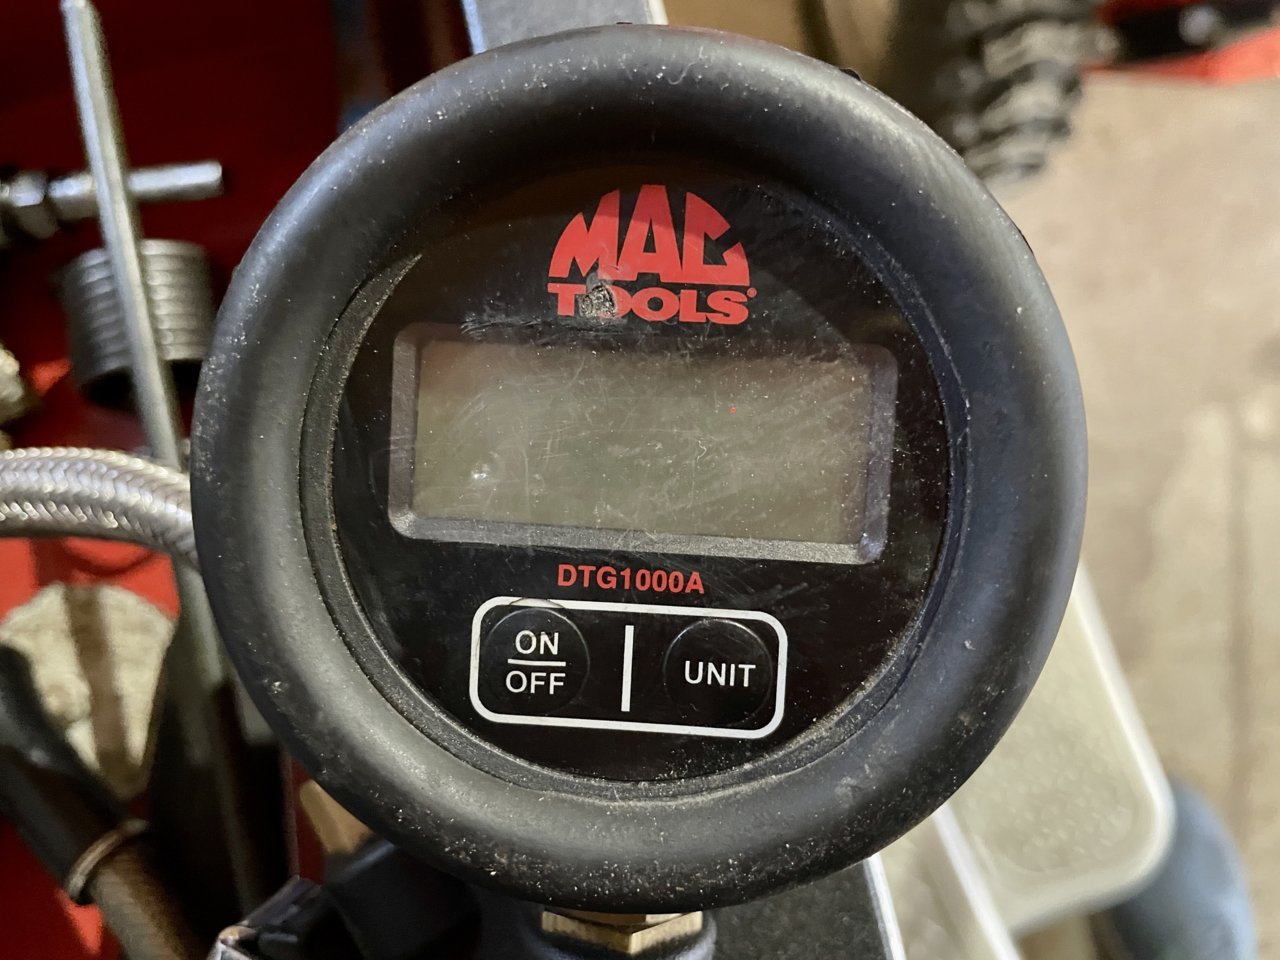 MAC
TOOLS®
DTG1000A
ON
OFF
UNIT